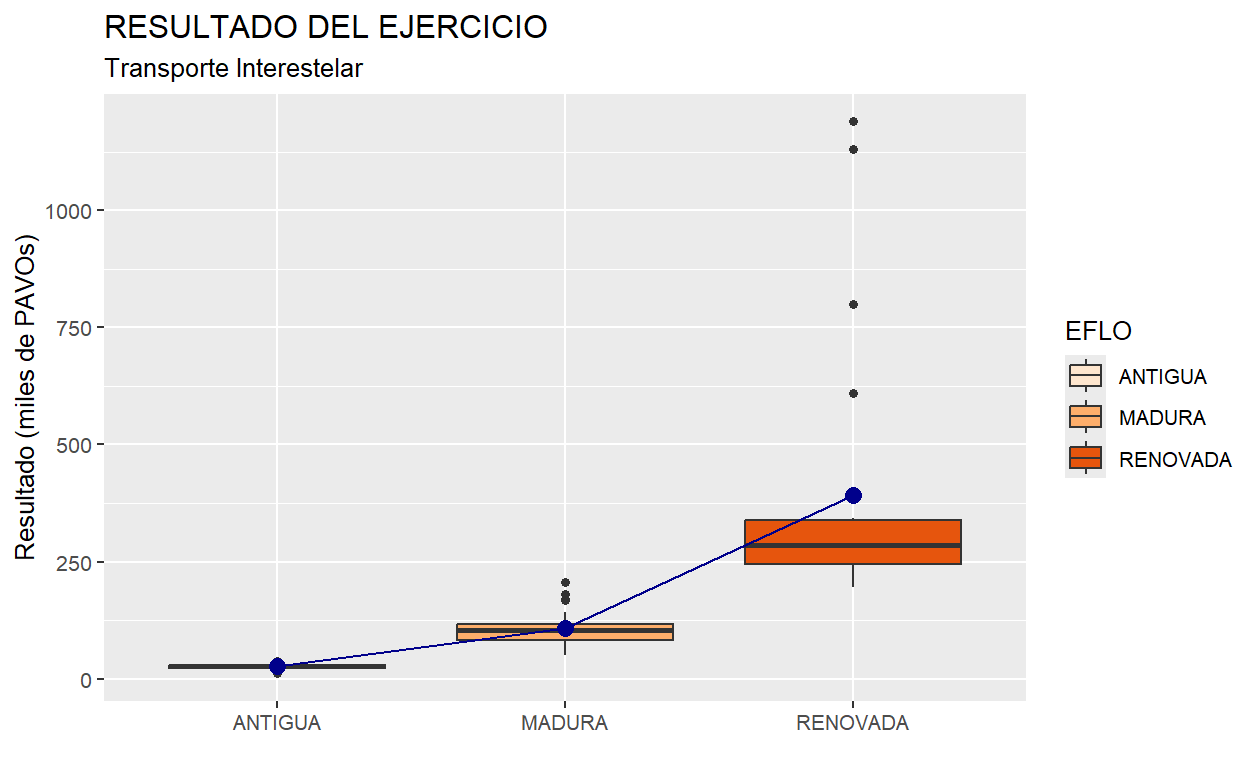 RESULTADO DEL EJERCICIO
Transporte Interestelar
Resultado (miles de PAVOs)
1000
750
500
250
0
ANTIGUA
MADURA
RENOVADA
EFLO
ANTIGUA
MADURA
RENOVADA